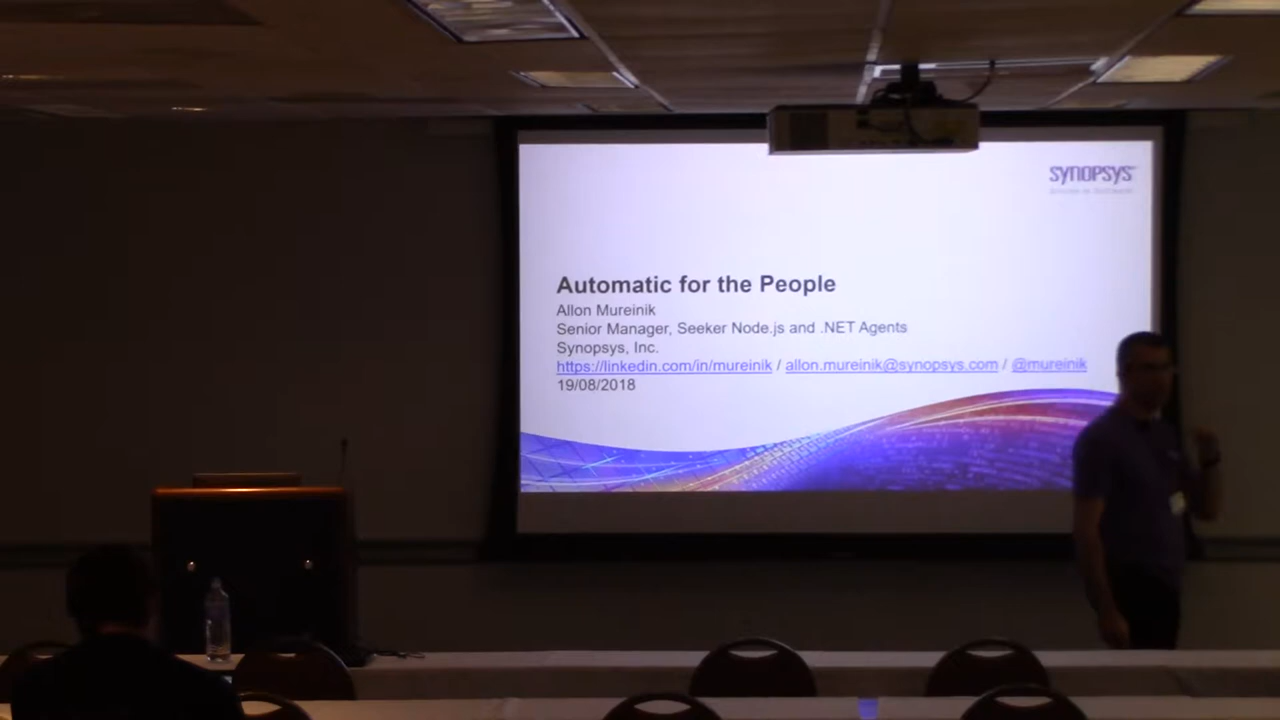 SYNOPSYS
Automatic for the People
Allon Mureinik
Senior Manager, Seeker Node.js and .NET Agents
Synopsys, Inc.
https://linkedin.com/in/mureinik / allon.mureinik@synopsys.com / @mureinik
19/08/2018